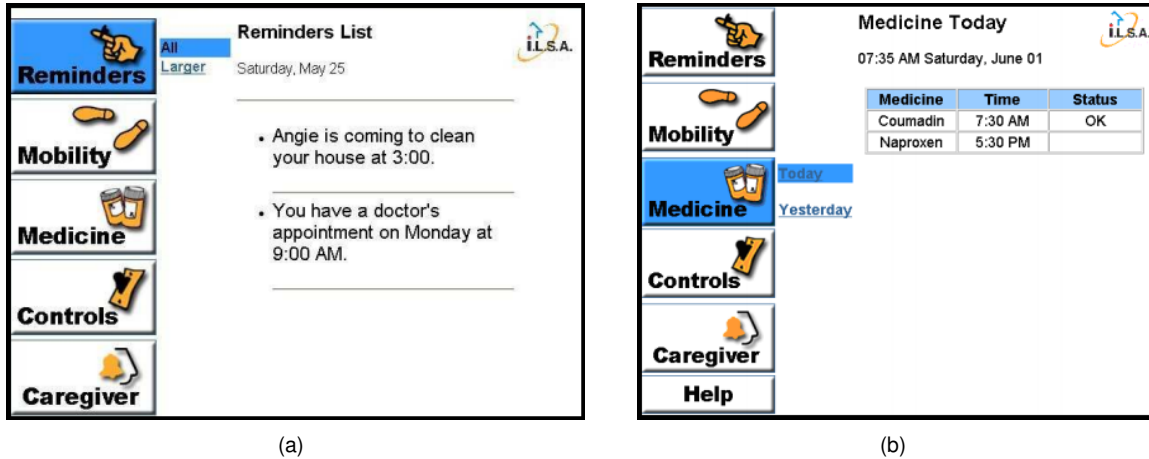 Reminders
Mobility
Medicine
Controls
Caregiver
All
Larger
Reminders List
i.L.S.A.
Saturday, May 25
• Angie is coming to clean
your house at 3:00.
• You have a doctor's
appointment on Monday at
9:00 AM.
(a)
Reminders
Mobility
Medicine
Controls
Caregiver
Help
Today
Yesterday
Medicine Today
i.L.S.A.
07:35 AM Saturday, June 01
Medicine Time Status
Coumadin 7:30 AM OK
Naproxen 5:30 PM
(b)